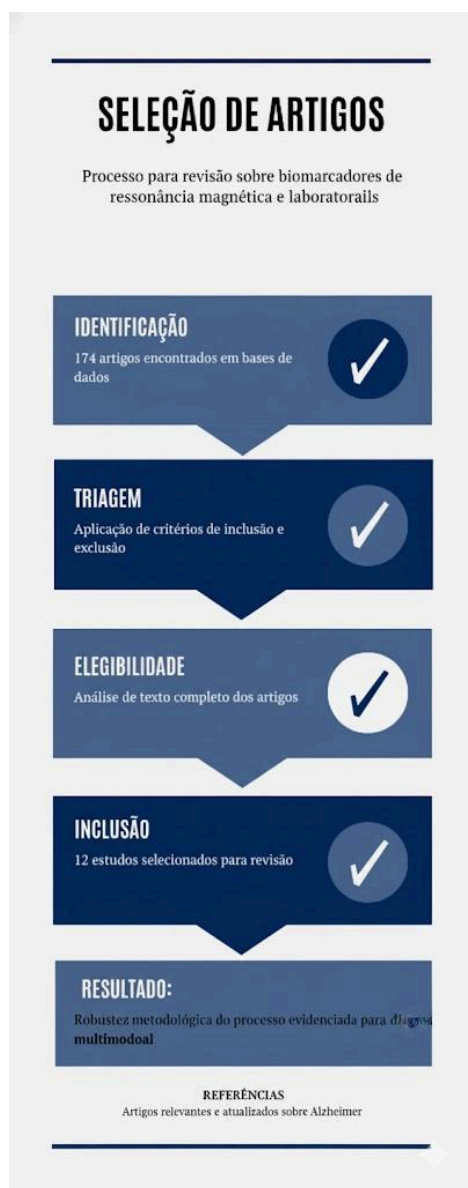 SELEÇÃO DE ARTIGOS
Processo para revisão sobre biomarcadores de
ressonância magnética e laboratorails
IDENTIFICAÇÃO
174 artigos encontrados em bases de
dados
TRIAGEM
Aplicação de critérios de inclusão e
exclusão
ELEGIBILIDADE
Análise de texto completo dos artigos
INCLUSÃO
12 estudos selecionados para revisão
RESULTADO:
Robustez metodológica do processo evidenciada para
multimodoal
REFERÊNCIAS
Artigos relevantes e atualizados sobre Alzheimer